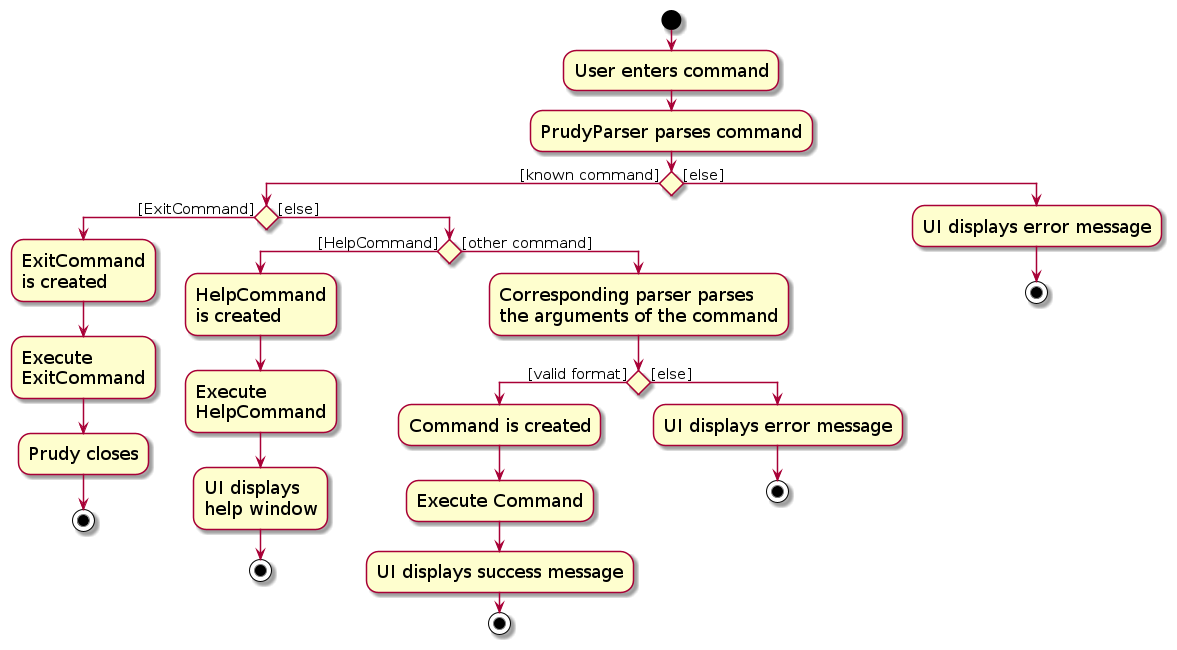 User enters command
PrudyParser parses command
[known command]
[else]
[ExitCommand]
[else]
UI displays error message
[HelpCommand]
[other command]
ExitCommand
is created
HelpCommand
is created
Corresponding parser parses
the arguments of the command
Execute
ExitCommand
[valid format]
[else]
Execute
HelpCommand
Command is created
UI displays error message
Prudy closes
UI displays
help window
Execute Command
UI displays success message